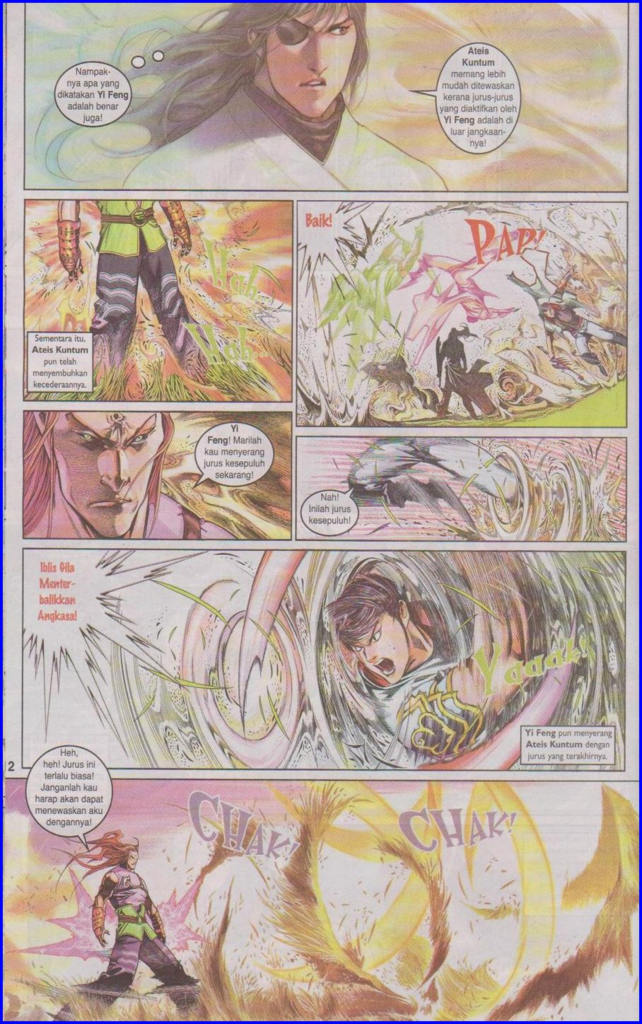 Nampak-
nya apa yang
dikatakan Yi Feng
adalah benar
juga!
Ateis
Kuntum
memang lebih
mudah ditewaskan
kerana jurus-jurus
yang diaktifkan oleh
Yi Feng adalah di
luar jangkaan-
nya!
Hah..
Hah..
Sementara itu,
Ateis Kuntum
pun telah
menyembuhkan
kecederaannya.
Baik!
PAP!
Yi
Feng! Marilah
kau menyerang
jurus kesepuluh
sekarang!
Nah!
Inilah jurus
kesepuluh!
Iblis Gila
Menter-
balikkan
Angkasa!
Yaaak!!
Yi Feng pun menyerang
Ateis Kuntum dengan
jurus yang terakhirnya.
2
Heh,
heh! Jurus ini
terlalu biasa!
Janganlah kau
harap akan dapat
menewaskan aku
dengannya!
CHAK!
CHAK!